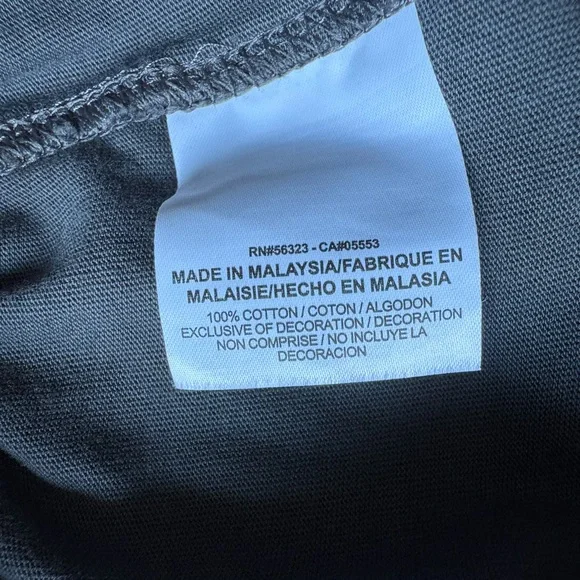 RN#56323 - CA#05553
MADE IN MALAYSIA/FABRIQUE EN
MALAISIE/HECHO EN MALASIA
100% COTTON / COTON / ALGODON
EXCLUSIVE OF DECORATION / DECORATION
NON COMPRISE / NO INCLUYE LA
DECORACION